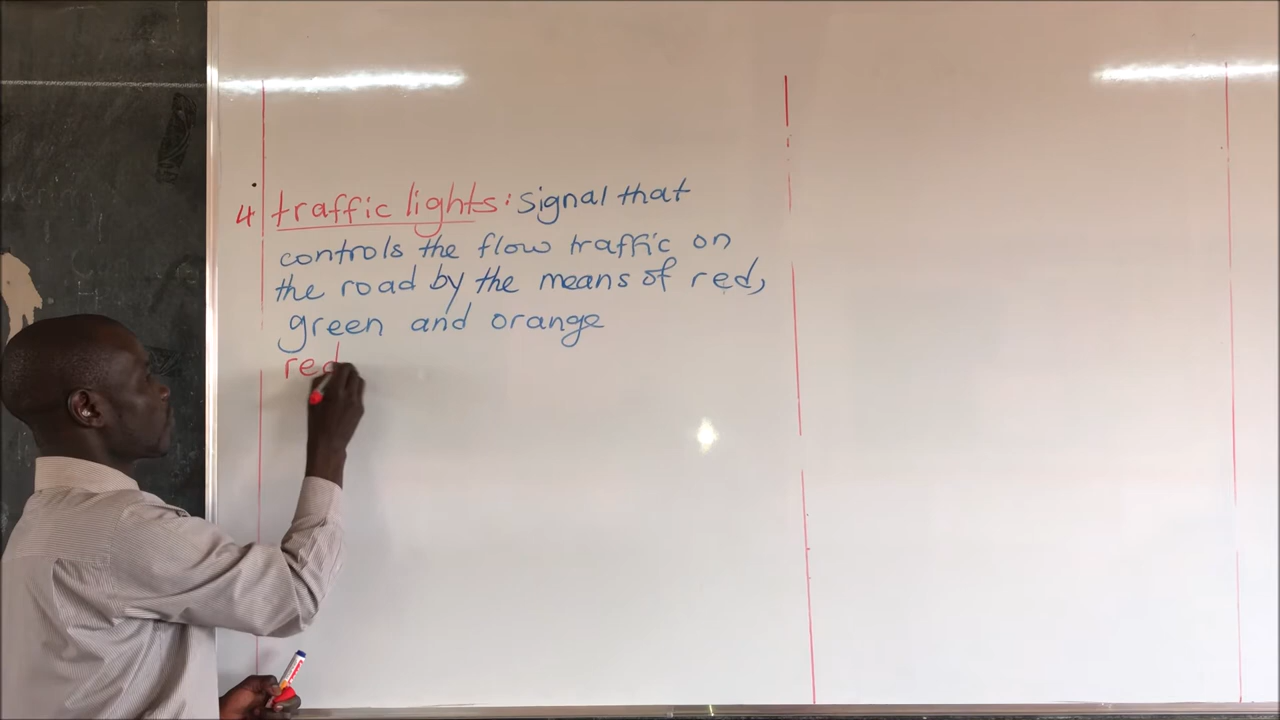 4 traffic lights: signal that
controls the flow traffic on
the road by the means of red,
green and orange
red